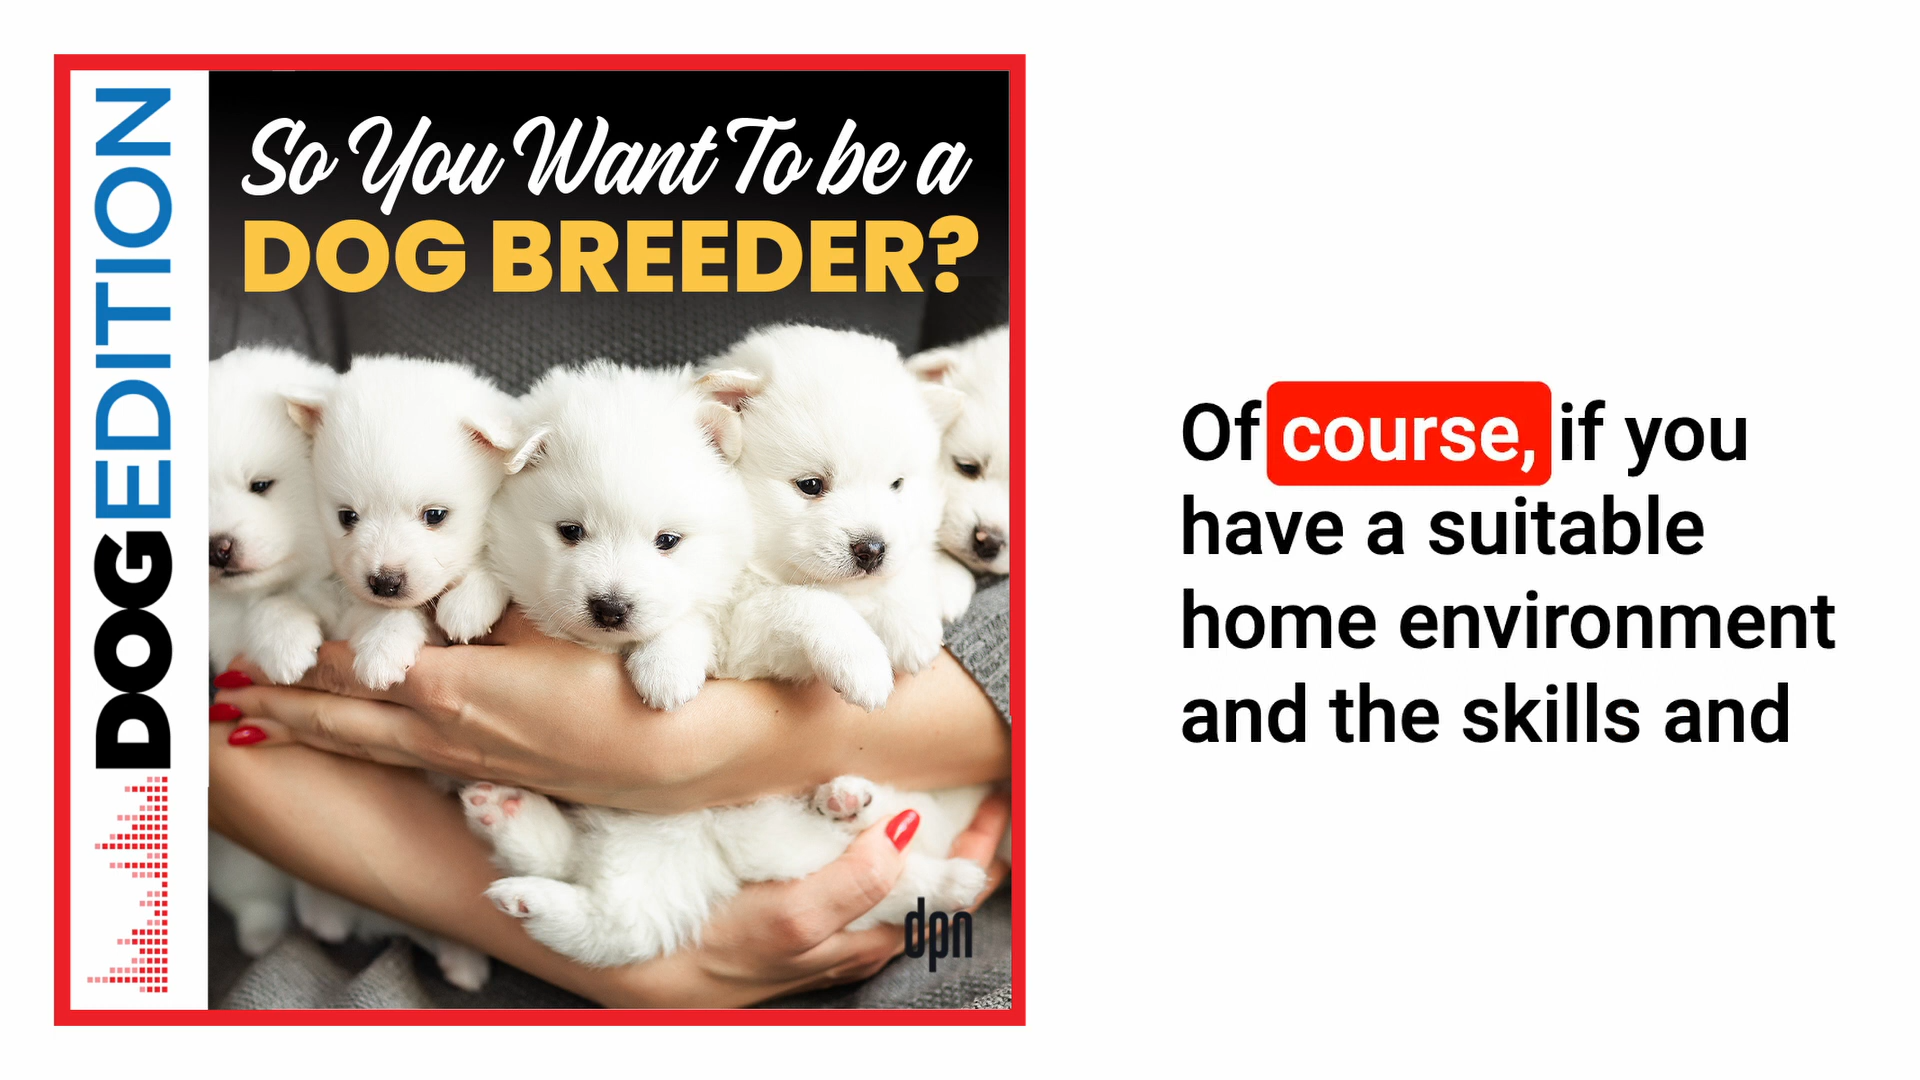 DOGEDITION
So You Want To be a
DOG BREEDER?
dpn
Of course, if you
have a suitable
home environment
and the skills and